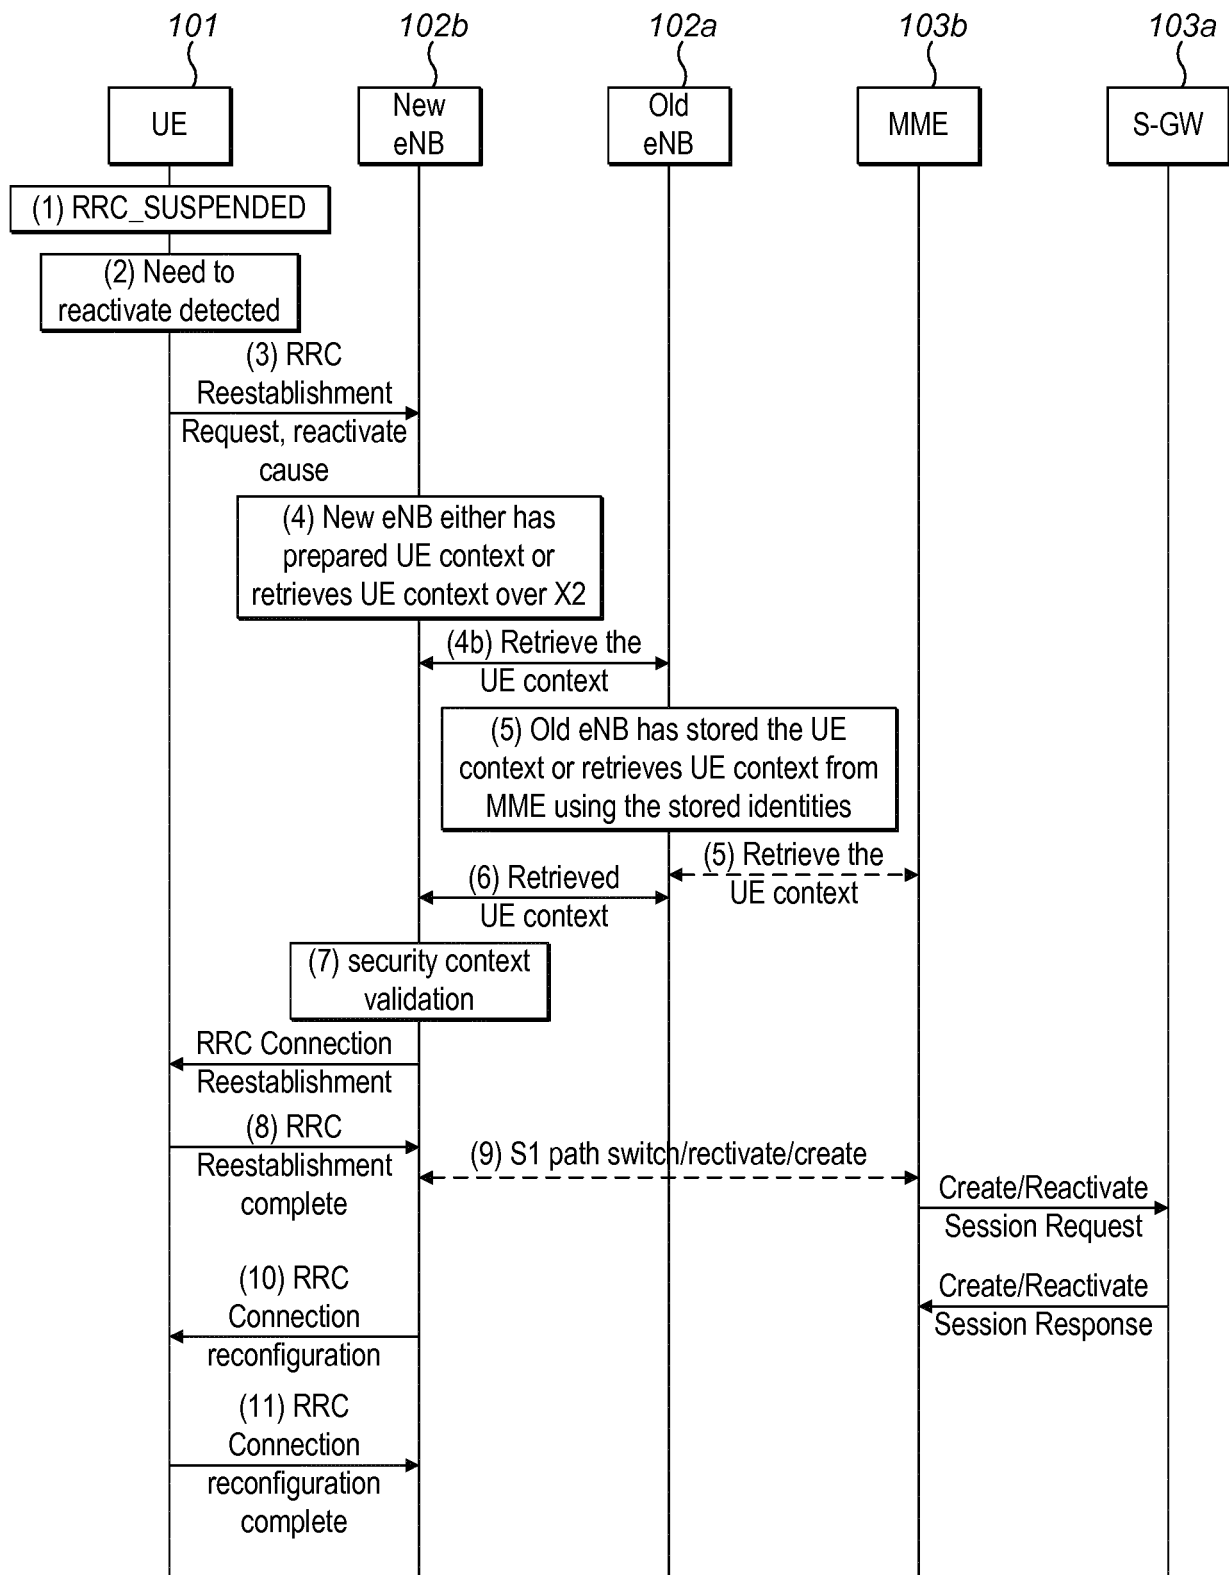 101 102b 102a 103b 103a
UE
New
eNB
Old
eNB
MME
S-GW
(1) RRC_SUSPENDED
(2) Need to
reactivate detected
(3) RRC
Reestablishment
Request, reactivate
cause
(4) New eNB either has
prepared UE context or
retrieves UE context over X2
(4b) Retrieve the
UE context
(5) Old eNB has stored the UE
context or retrieves UE context from
MME using the stored identities
(5) Retrieve the
UE context
(6) Retrieved
UE context
(7) security context
validation
RRC Connection
Reestablishment
(8) RRC
Reestablishment
complete
(9) S1 path switch/rectivate/create
Create/Reactivate
Session Request
Create/Reactivate
Session Response
(10) RRC
Connection
reconfiguration
(11) RRC
Connection
reconfiguration
complete